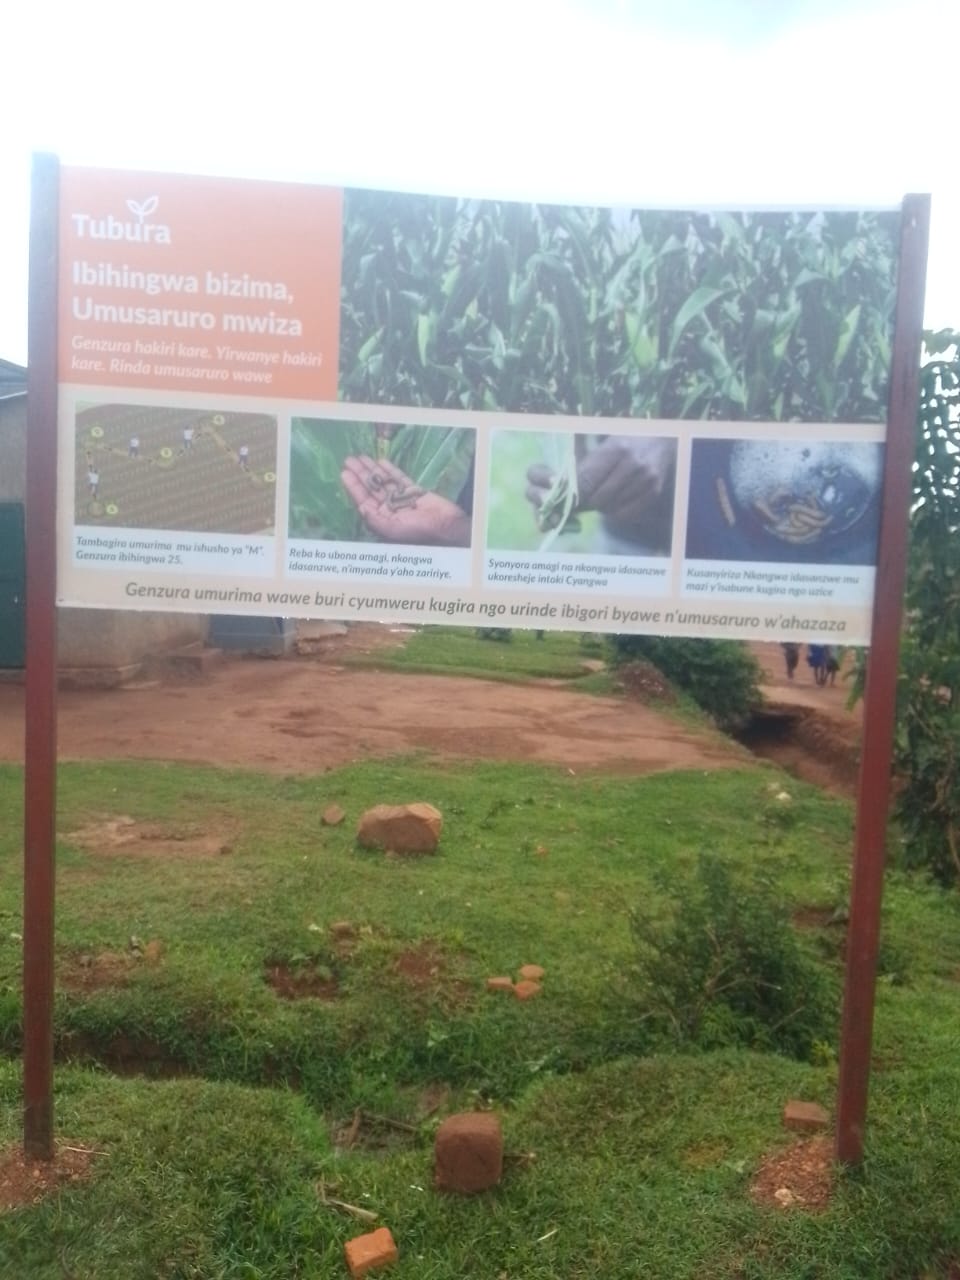 Tubura
Ibihingwa bizima,
Umusaruro mwiza
Genzura hakiri kare. Yirwanye hakiri
kare. Rinda umusaruro wawe
Tambagira umurima mu ishusho ya "M".
Genzura ibihingwa 25.
Reba ko ubona amagi, nkongwa
idasanzwe, n'imyanda y'aho zaririye.
Syonyora amagi na nkongwa idasanzwe
ukoresheje intoki Cyangwa
Kusanyiriza Nkongwa idasanzwe mu
mazi y'isabune kugira ngo uzice
Genzura umurima wawe buri cyumweru kugira ngo urinde ibigori byawe n'umusaruro w'ahazaza